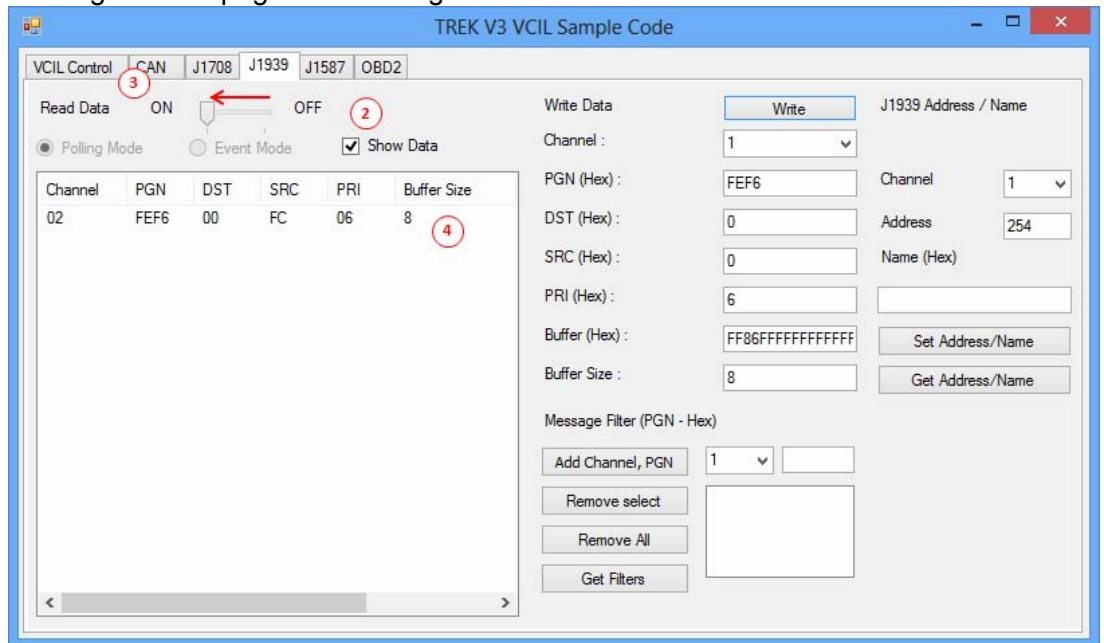 TREK V3 VCIL Sample Code
VCIL Control CAN J1708 J1939 J1587 OBD2
3
Read Data ON OFF
2
Polling Mode Event Mode Show Data
Channel PGN DST SRC PRI Buffer Size
02 FEF6 00 FC 06 8
4
Write Data Write
Channel : 1
PGN (Hex) : FEF6
DST (Hex) : 0
SRC (Hex) : 0
PRI (Hex) : 6
Buffer (Hex) : FF86FFFFFFFFFFFF
Buffer Size : 8
Message Filter (PGN - Hex)
Add Channel, PGN 1
Remove select
Remove All
Get Filters
J1939 Address / Name
Channel 1
Address 254
Name (Hex)
Set Address/Name
Get Address/Name